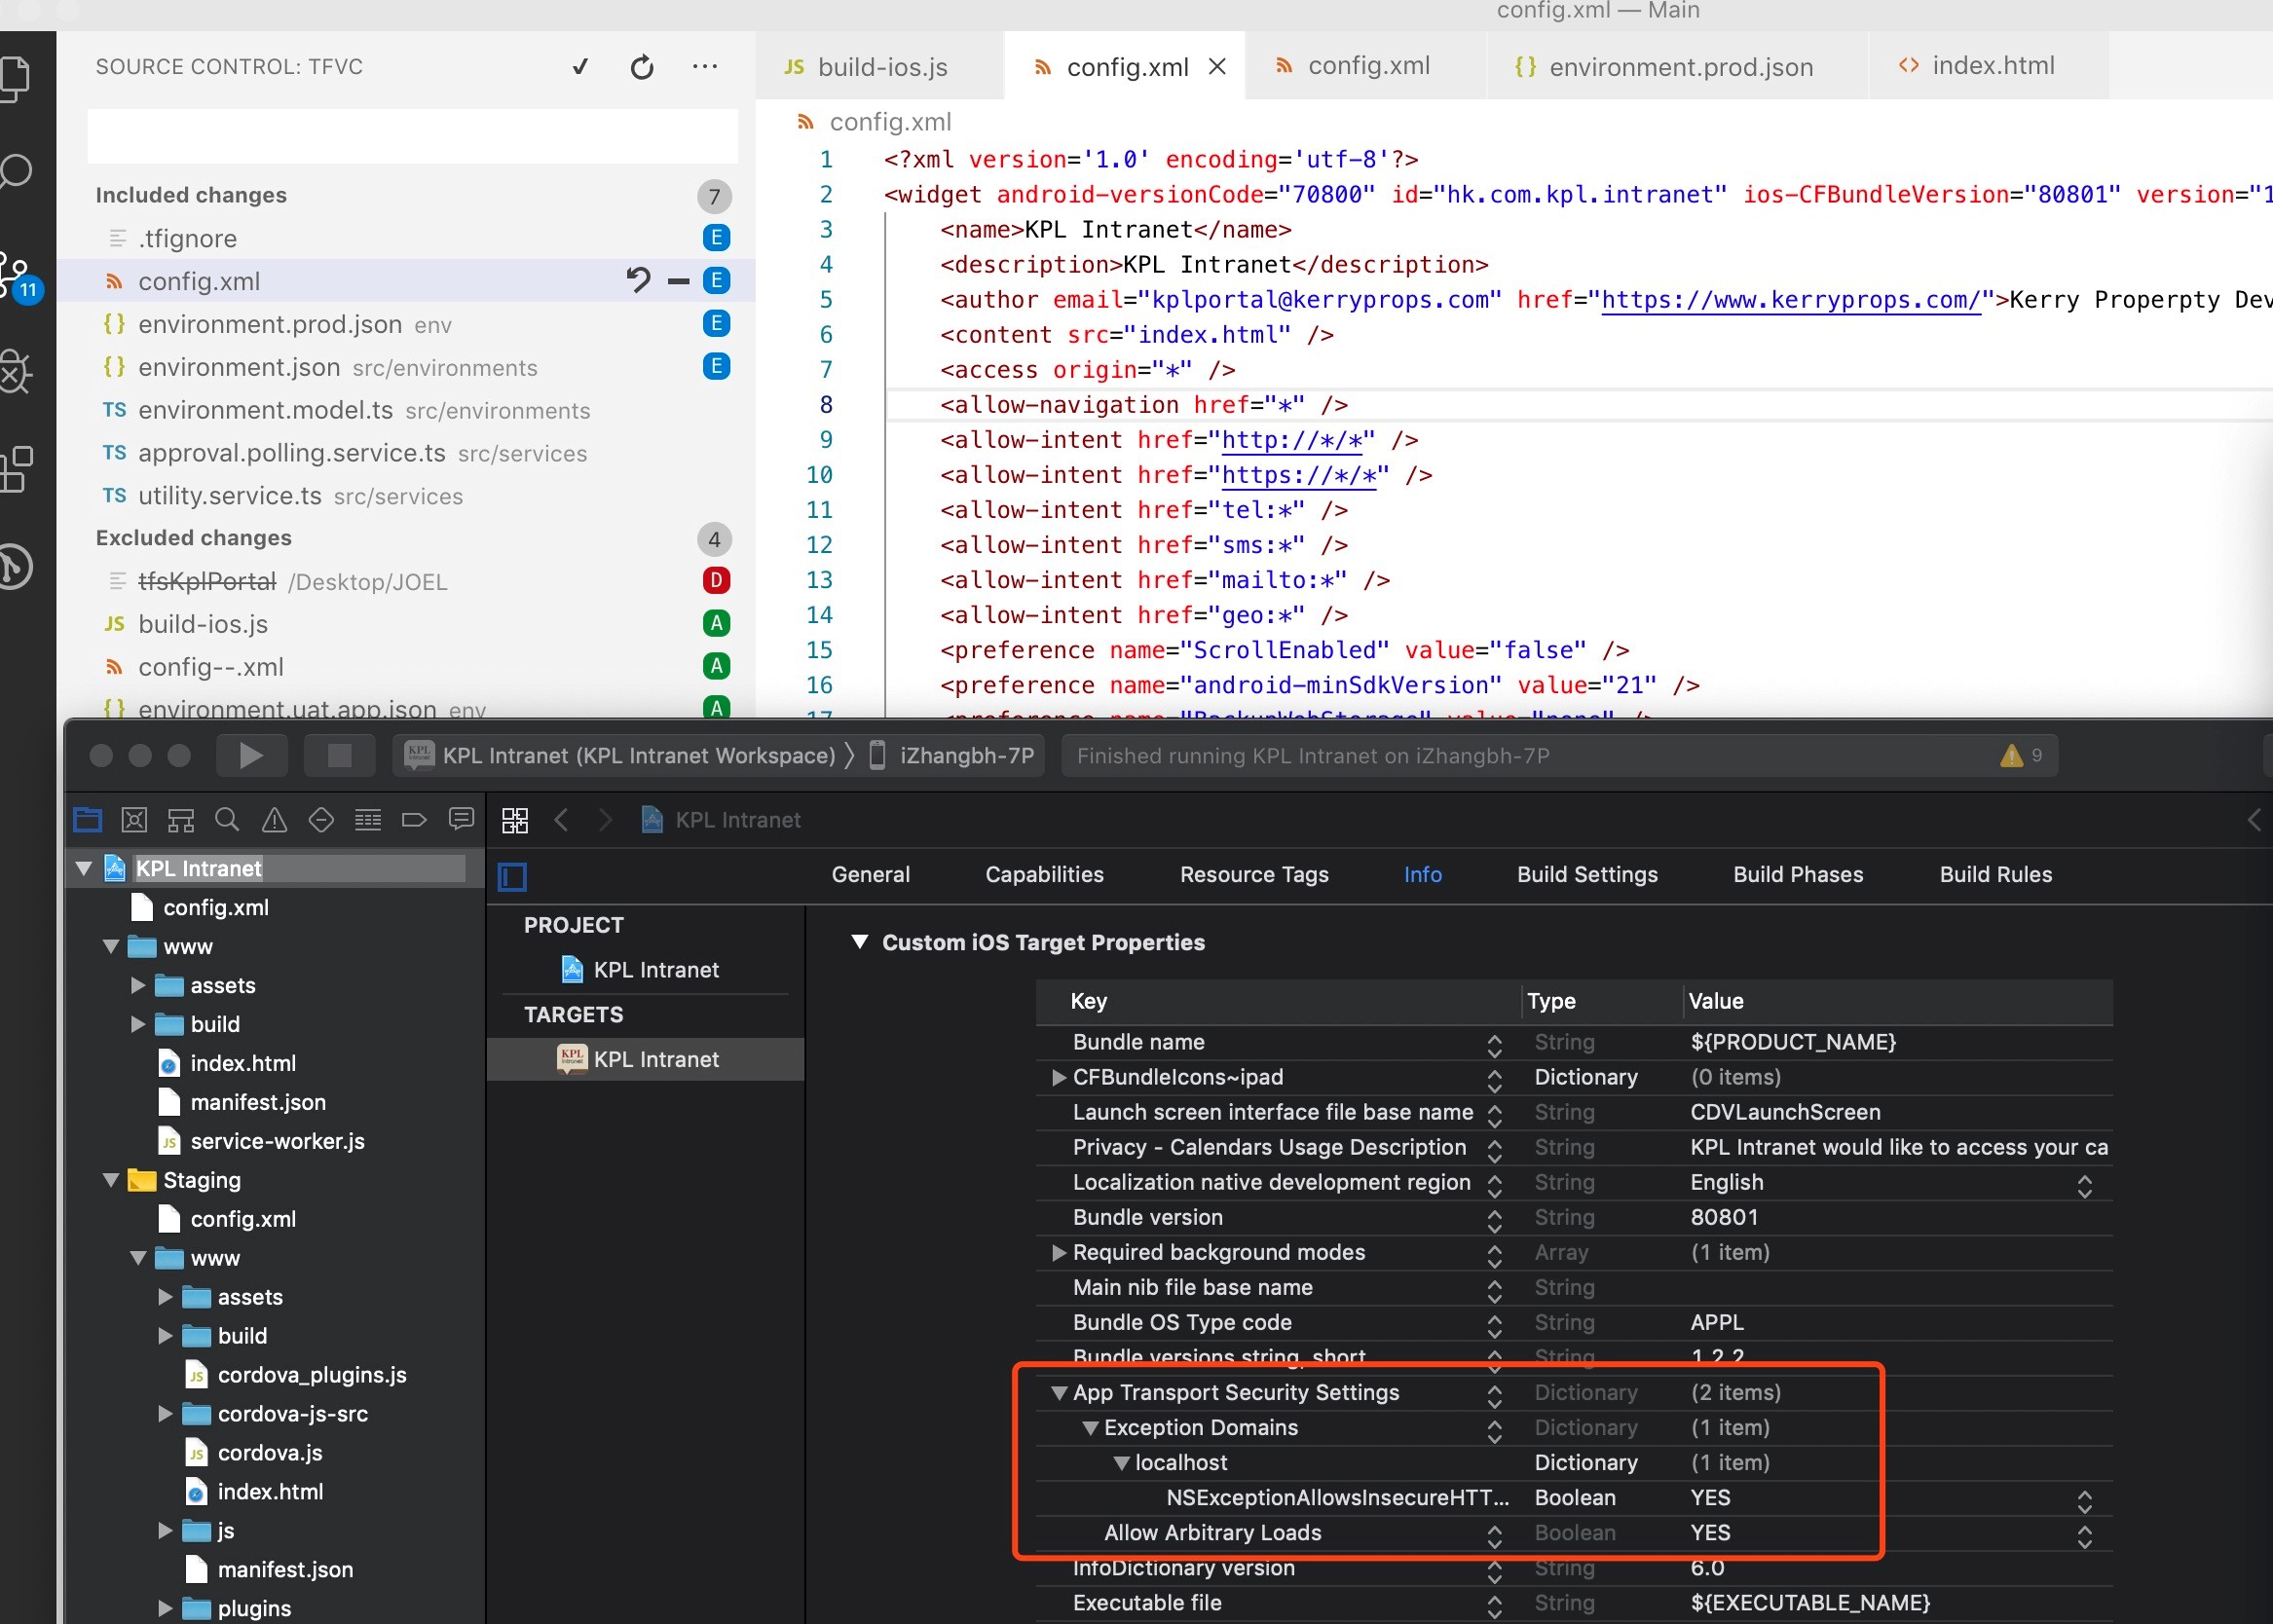 config.xml — Main
SOURCE CONTROL: TFVC
JS build-ios.js
config.xml
config.xml
{} environment.prod.json
<> index.html
config.xml
Included changes 7
.tfignore E
config.xml E
{} environment.prod.json env E
{} environment.json src/environments E
TS environment.model.ts src/environments
TS approval.polling.service.ts src/services
TS utility.service.ts src/services
Excluded changes 4
tfsKplPortal /Desktop/JOEL D
JS build-ios.js A
config--.xml A
{} environment.uat.app.json env A
11
1 <?xml version='1.0' encoding='utf-8'?>
2 <widget android-versionCode="70800" id="hk.com.kpl.intranet" ios-CFBundleVersion="80801" version="1
3 <name>KPL Intranet</name>
4 <description>KPL Intranet</description>
5 <author email="kplportal@kerryprops.com" href="https://www.kerryprops.com/">Kerry Properpty Dev
6 <content src="index.html" />
7 <access origin="*" />
8 <allow-navigation href="*" />
9 <allow-intent href="http://*/*" />
10 <allow-intent href="https://*/*" />
11 <allow-intent href="tel:*" />
12 <allow-intent href="sms:*" />
13 <allow-intent href="mailto:*" />
14 <allow-intent href="geo:*" />
15 <preference name="ScrollEnabled" value="false" />
16 <preference name="android-minSdkVersion" value="21" />
17 <preference name="BackupWebStorage" value="none" />
KPL Intranet (KPL Intranet Workspace) 〉 iZhangbh-7P
Finished running KPL Intranet on iZhangbh-7P
9
KPL Intranet
KPL Intranet
config.xml
www
assets
build
index.html
manifest.json
service-worker.js
Staging
config.xml
www
assets
build
cordova_plugins.js
cordova-js-src
cordova.js
index.html
js
manifest.json
plugins
General Capabilities Resource Tags Info Build Settings Build Phases Build Rules
PROJECT
KPL Intranet
TARGETS
KPL Intranet
Custom iOS Target Properties
Key Type Value
Bundle name String ${PRODUCT_NAME}
CFBundleIcons~ipad Dictionary (0 items)
Launch screen interface file base name String CDVLaunchScreen
Privacy - Calendars Usage Description String KPL Intranet would like to access your ca
Localization native development region String English
Bundle version String 80801
Required background modes Array (1 item)
Main nib file base name String
Bundle OS Type code String APPL
Bundle versions string, short String 1.2.2
App Transport Security Settings Dictionary (2 items)
Exception Domains Dictionary (1 item)
localhost Dictionary (1 item)
NSExceptionAllowsInsecureHTT... Boolean YES
Allow Arbitrary Loads Boolean YES
InfoDictionary version String 6.0
Executable file String ${EXECUTABLE_NAME}